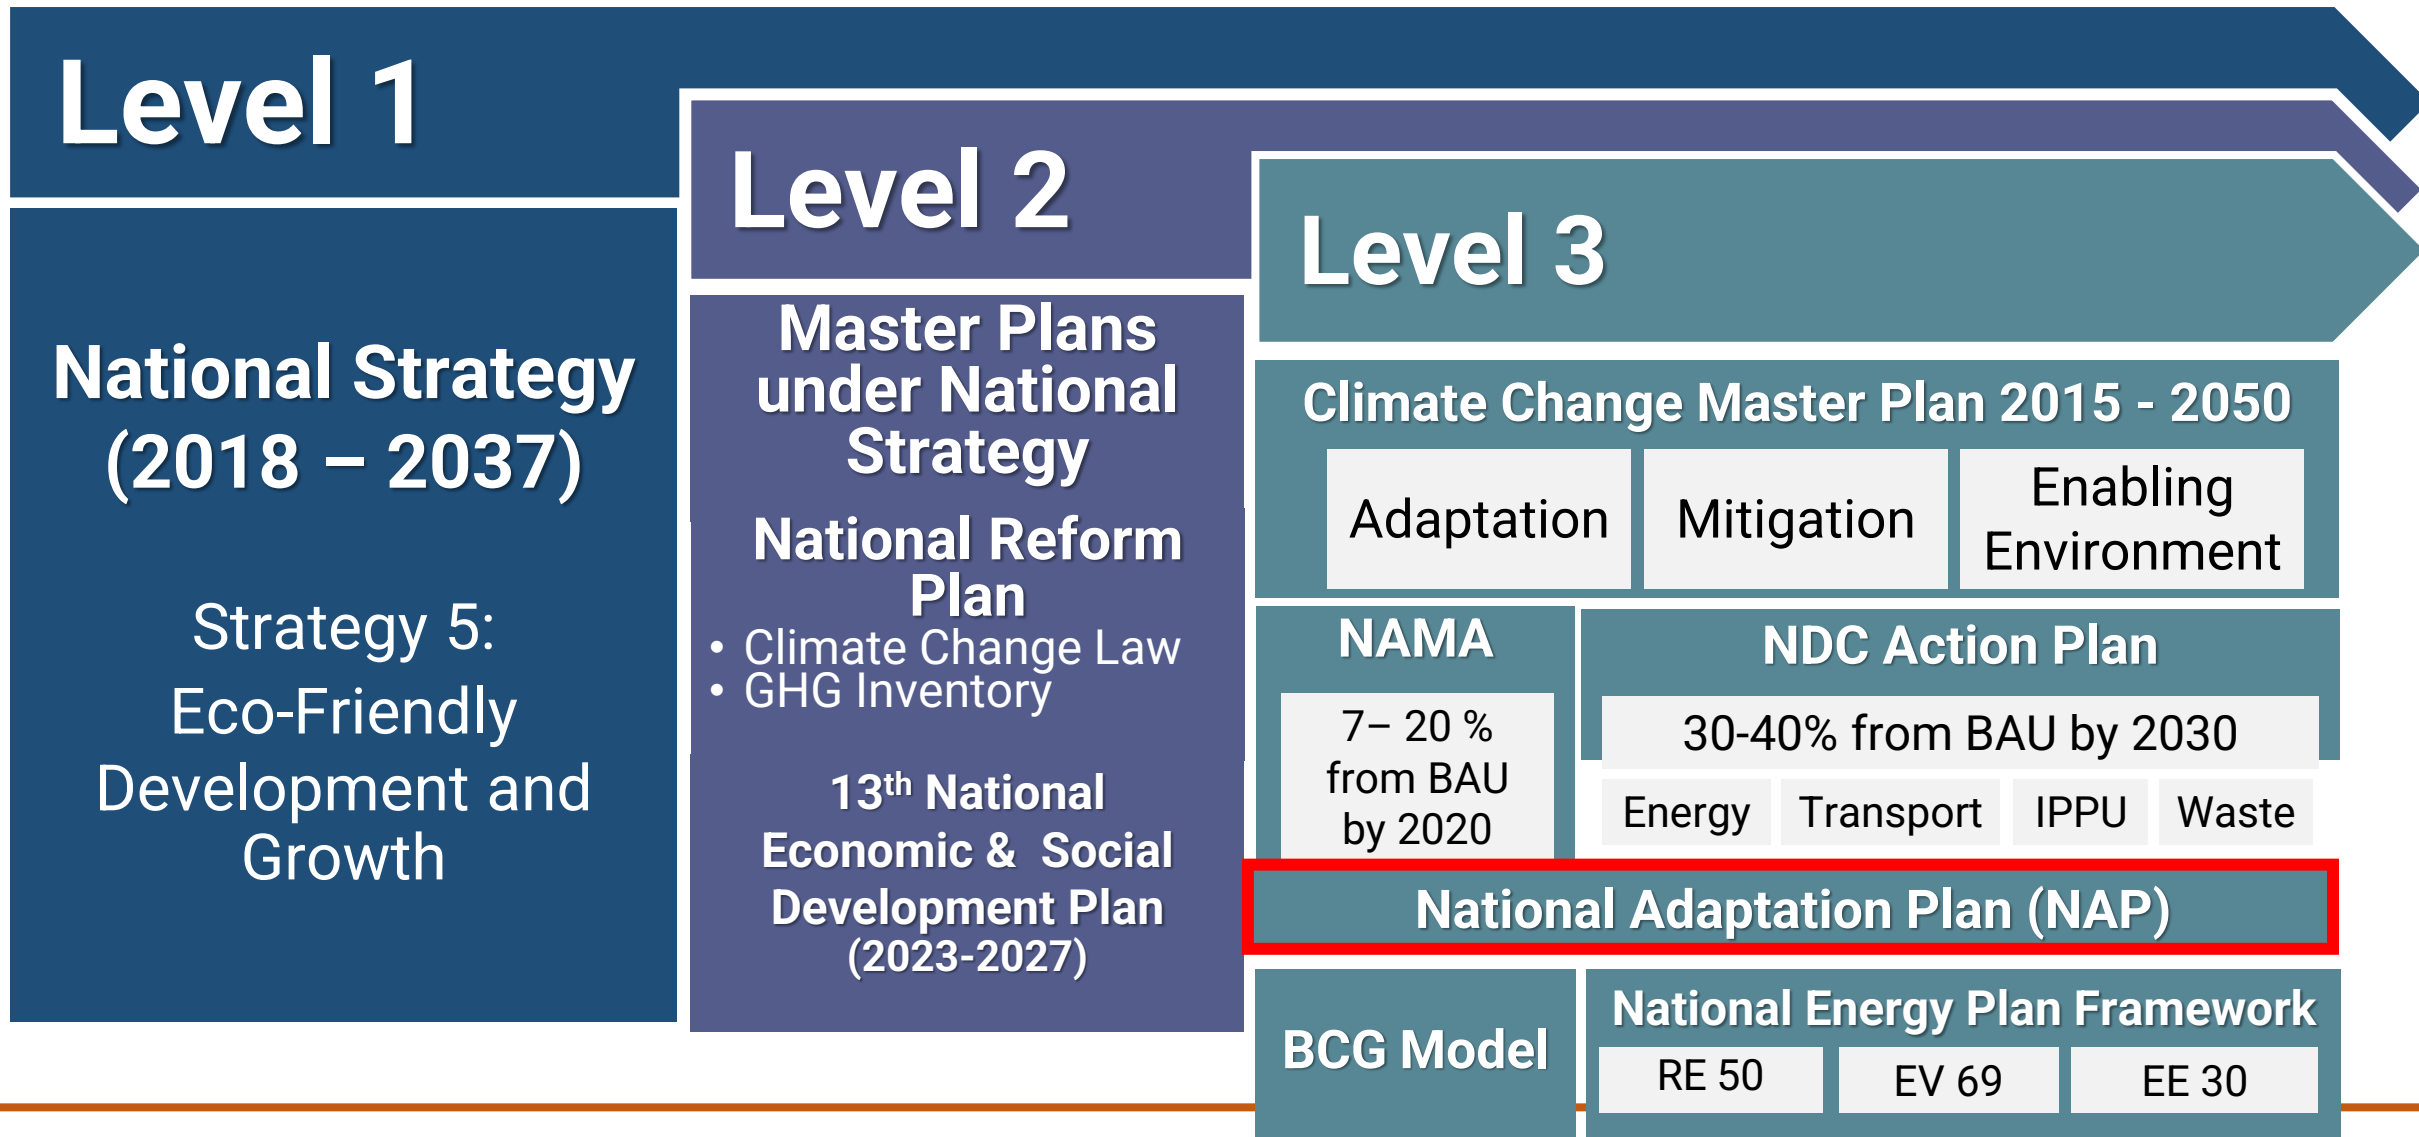 Level 1
National Strategy
(2018 – 2037)
Strategy 5:
Eco-Friendly
Development and
Growth
Level 2
Master Plans
under National
Strategy
National Reform
Plan
• Climate Change Law
• GHG Inventory
13th National
Economic & Social
Development Plan
(2023-2027)
Level 3
Climate Change Master Plan 2015 - 2050
Adaptation
Mitigation
Enabling
Environment
NAMA
7– 20 %
from BAU
by 2020
NDC Action Plan
30-40% from BAU by 2030
Energy
Transport
IPPU
Waste
National Adaptation Plan (NAP)
BCG Model
National Energy Plan Framework
RE 50
EV 69
EE 30